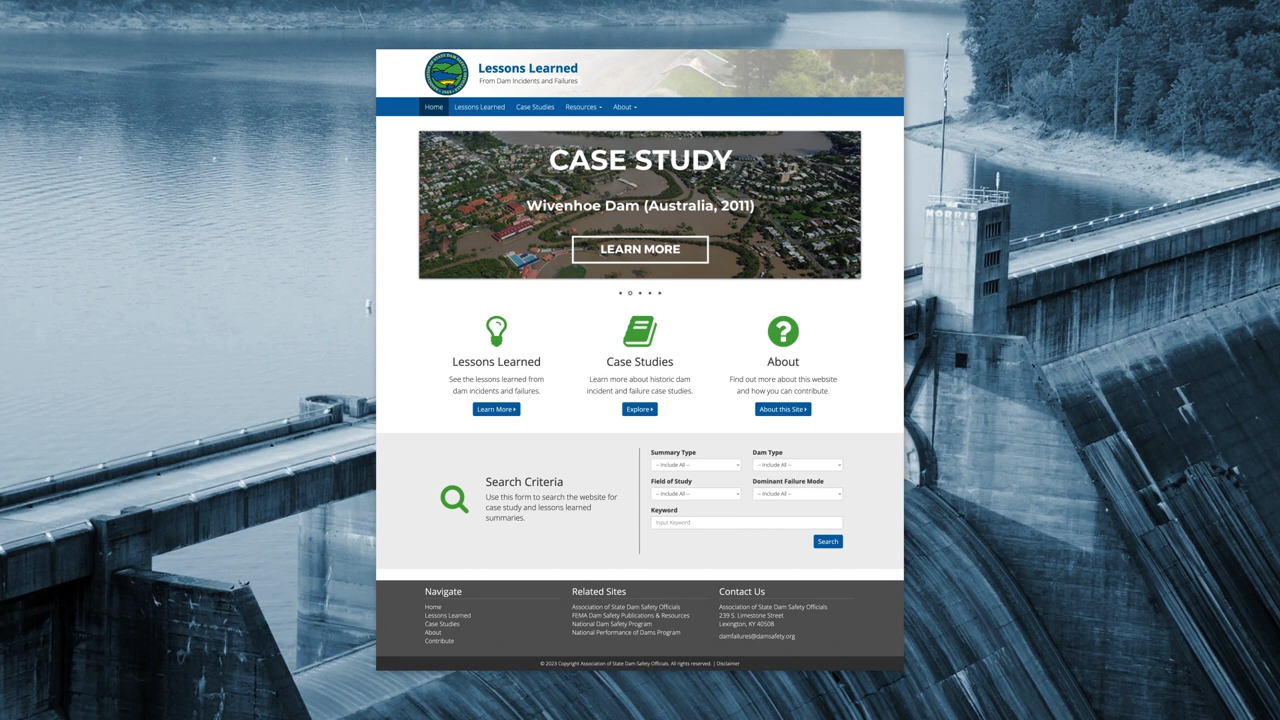 Lessons Learned
From Dam Incidents and Failures
Home
Lessons Learned
Case Studies
Resources
About
CASE STUDY
Wivenhoe Dam (Australia, 2011)
LEARN MORE
Lessons Learned
See the lessons learned from
dam incidents and failures.
Learn More
Case Studies
Learn more about historic dam
incident and failure case studies.
Explore
About
Find out more about this website
and how you can contribute.
About this Site
Search Criteria
Use this form to search the website for
case study and lessons learned
summaries.
Summary Type
-- Include All --
Dam Type
-- Include All --
Field of Study
-- Include All --
Dominant Failure Mode
-- Include All --
Keyword
Input Keyword
Search
Navigate
Home
Lessons Learned
Case Studies
About
Contribute
Related Sites
Association of State Dam Safety Officials
FEMA Dam Safety Publications & Resources
National Dam Safety Program
National Performance of Dams Program
Contact Us
Association of State Dam Safety Officials
239 S. Limestone Street
Lexington, KY 40508
damfailures@damsafety.org
© 2023 Copyright Association of State Dam Safety Officials. All rights reserved. | Disclaimer
NORRIS